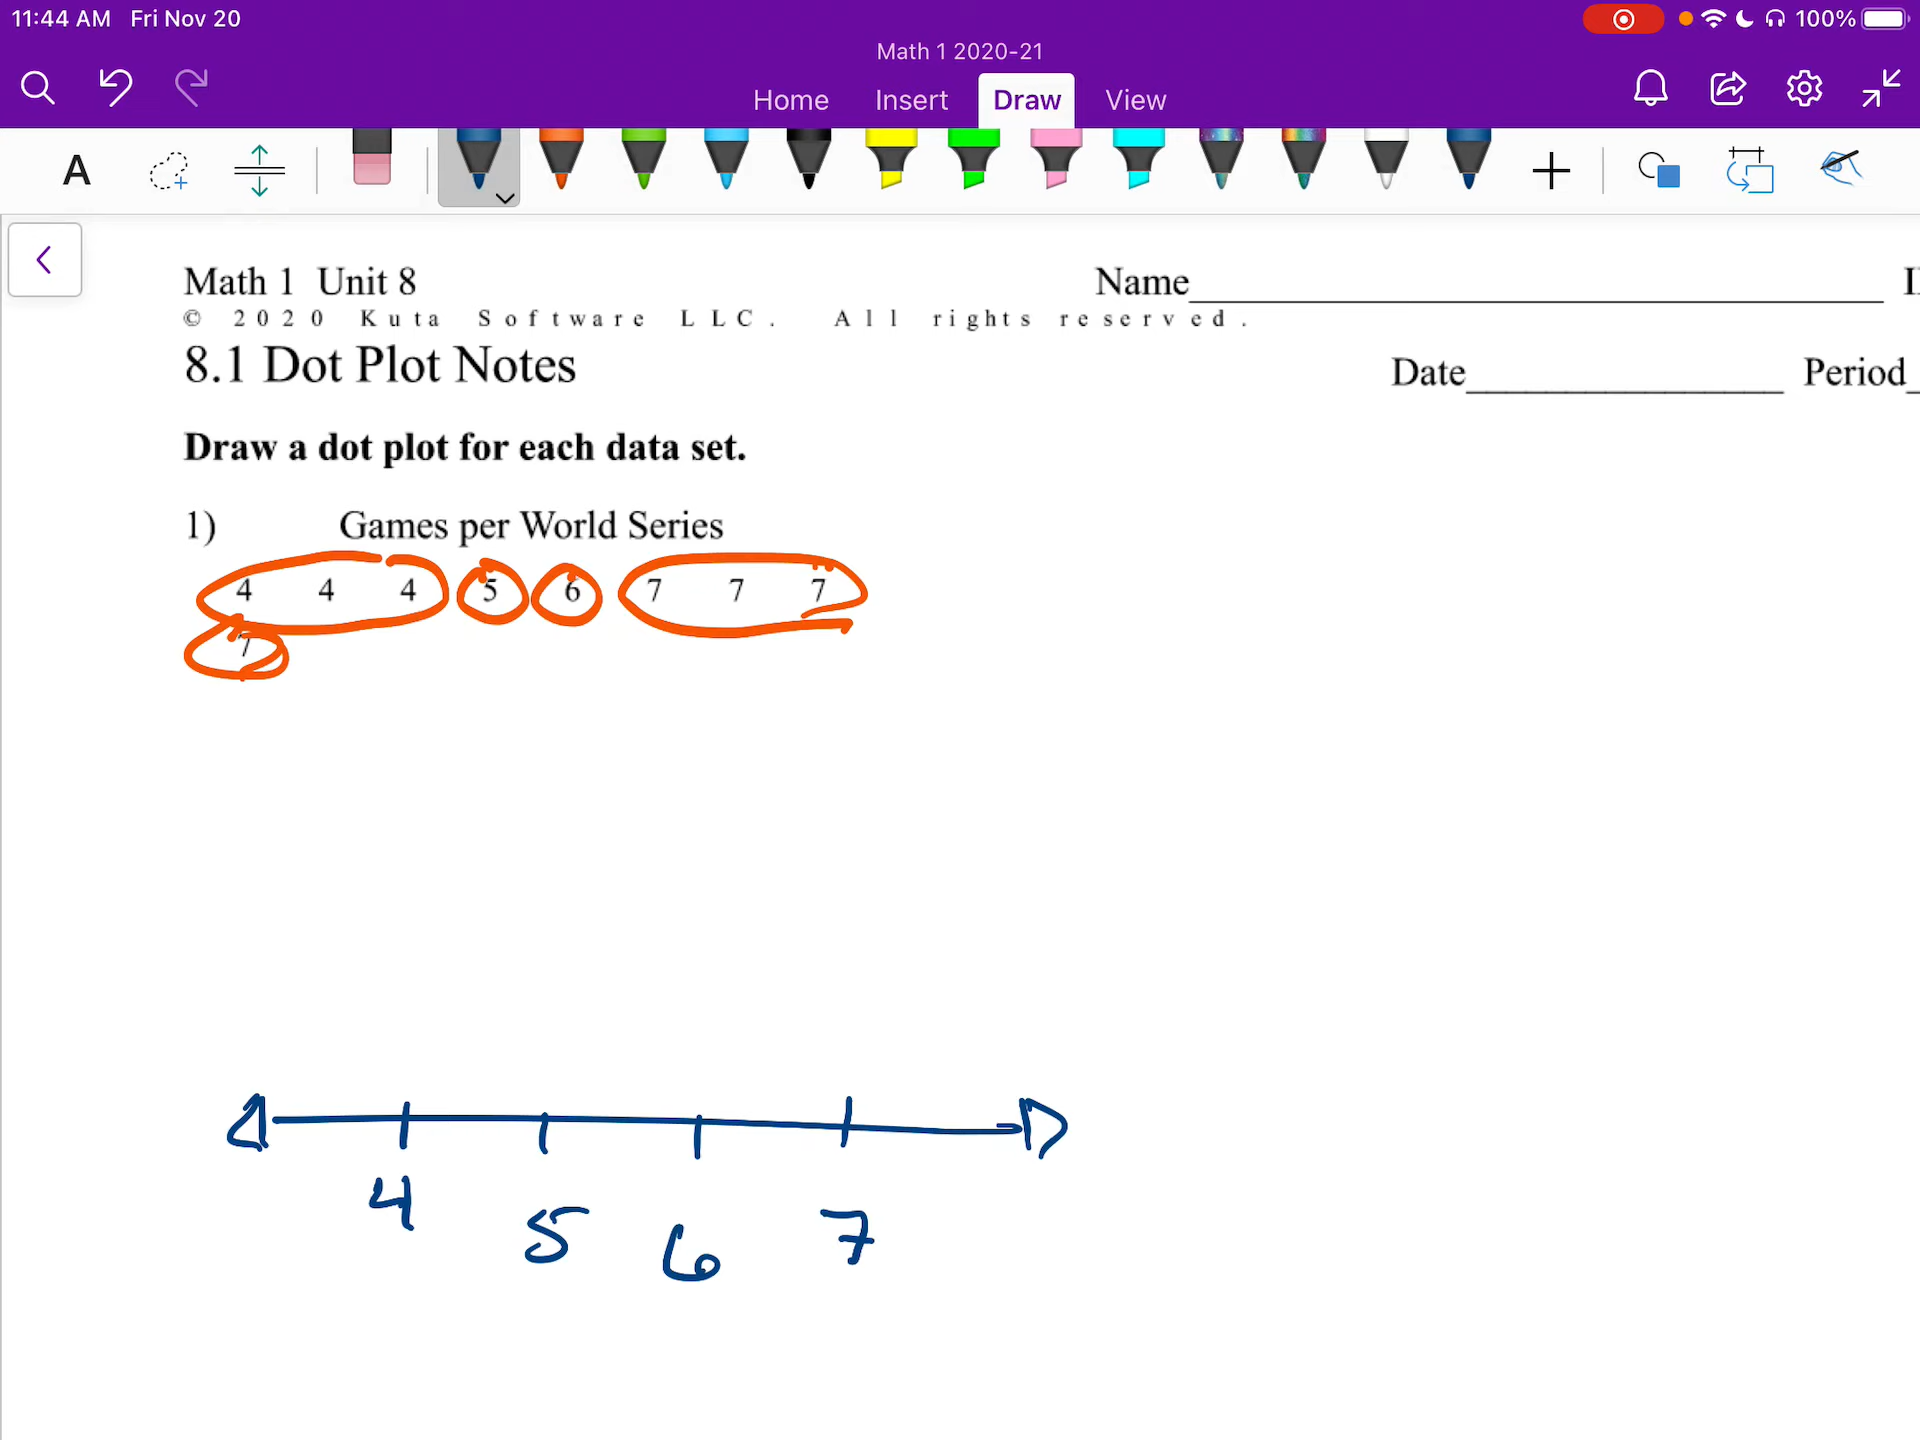 11:44 AM Fri Nov 20 100%
Math 1 2020-21
Home Insert Draw View
A
Math 1 Unit 8 Name
© 2020 Kuta Software LLC. All rights reserved.
8.1 Dot Plot Notes Date Period
Draw a dot plot for each data set.
1) Games per World Series
4 4 4 5 6 7 7 7
7
4 5 6 7